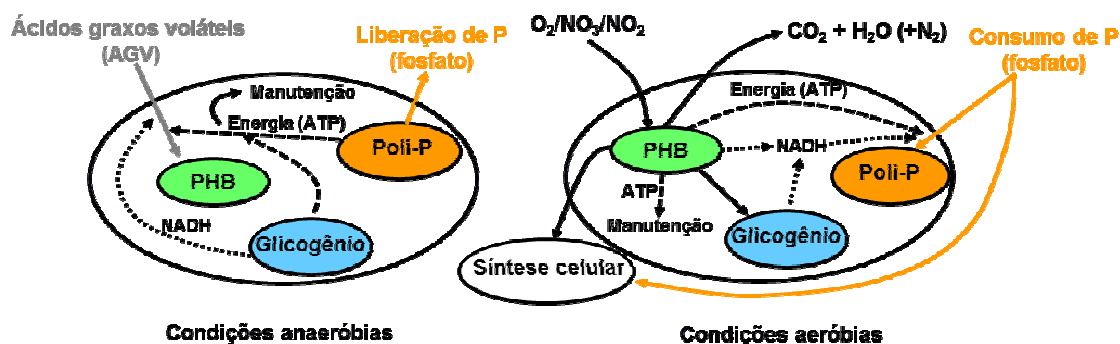 Ácidos graxos voláteis
(AGV)
Liberação de P
(fosfato)
Manutenção
Energia (ATP)
Poli-P
PHB
NADH
Glicogênio
Condições anaeróbias
O₂/NO₃/NO₂
CO₂ + H₂O (+N₂)
Consumo de P
(fosfato)
Energia (ATP)
PHB
NADH
Poli-P
ATP
Manutenção
Glicogênio
Síntese celular
Condições aeróbias